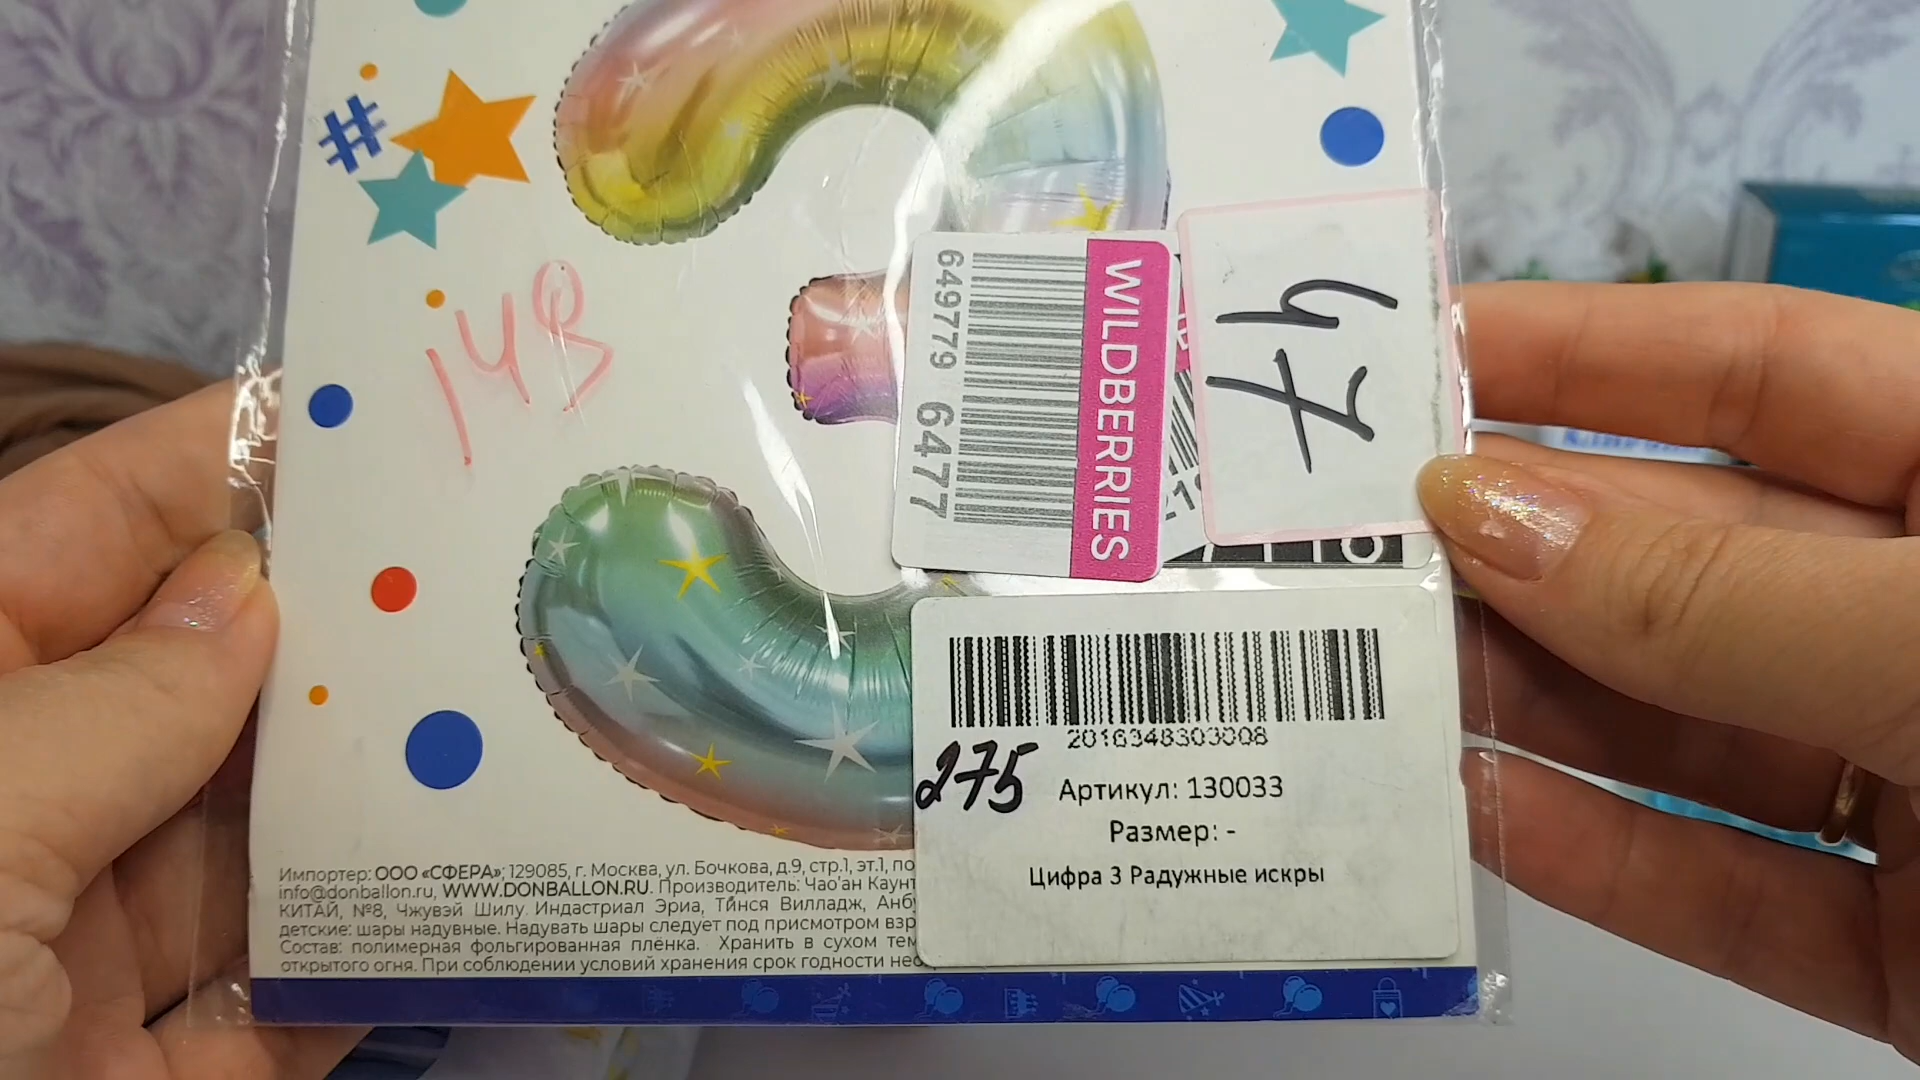 #
148
649779 6477
WILDBERRIES
47
2016348303008
275
Артикул: 130033
Размер: -
Цифра 3 Радужные искры
Импортер: ООО «СФЕРА»; 129085, г. Москва, ул. Бочкова, д.9, стр.1, эт.1, по
info@donballon.ru, WWW.DONBALLON.RU. Производитель: Чао'ан Каунт
КИТАЙ, №8, Чжувэй Шилу. Индастриал Эриа, Тинся Вилладж, Анбу
детские: шары надувные. Надувать шары следует под присмотром взр
Состав: полимерная фольгированная плёнка. Хранить в сухом тем
открытого огня. При соблюдении условий хранения срок годности нео